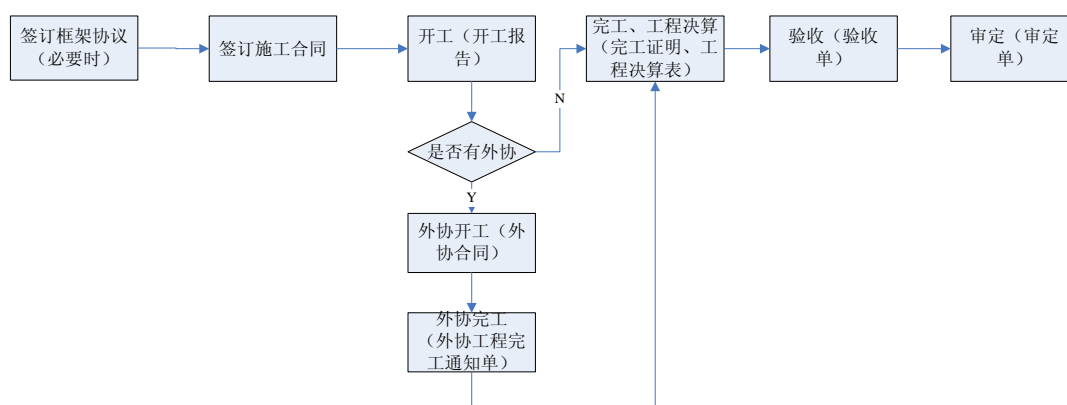 签订框架协议
（必要时）
签订施工合同
开工（开工报
告）
完工、工程决算
（完工证明、工
程决算表）
验收（验收
单）
审定（审定
单）
N
是否有外协
Y
外协开工（外
协合同）
外协完工
（外协工程完
工通知单）